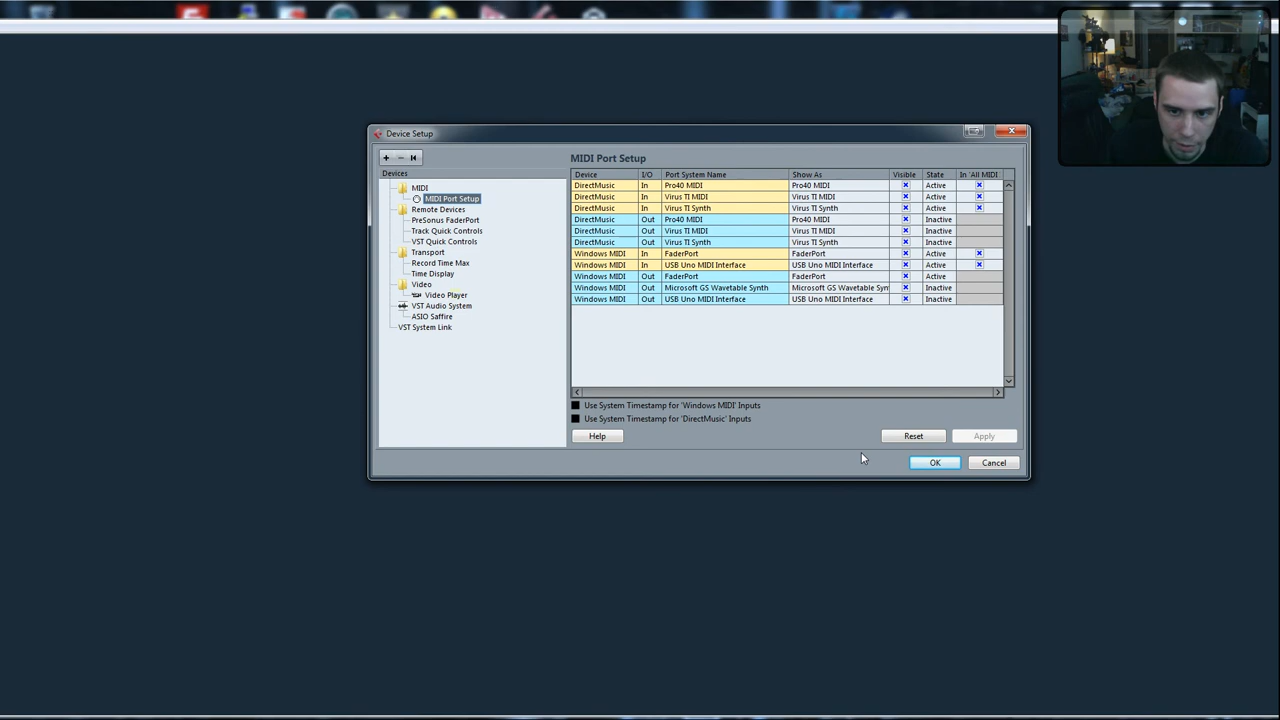 Device Setup
MIDI Port Setup
Devices
MIDI
MIDI Port Setup
Remote Devices
PreSonus FaderPort
Track Quick Controls
VST Quick Controls
Transport
Record Time Max
Time Display
Video
Video Player
VST Audio System
ASIO Saffire
VST System Link
Device I/O Port System Name Show As Visible State In 'All MIDI
DirectMusic In Pro40 MIDI Pro40 MIDI Active
DirectMusic In Virus TI MIDI Virus TI MIDI Active
DirectMusic In Virus TI Synth Virus TI Synth Active
DirectMusic Out Pro40 MIDI Pro40 MIDI Inactive
DirectMusic Out Virus TI MIDI Virus TI MIDI Inactive
DirectMusic Out Virus TI Synth Virus TI Synth Inactive
Windows MIDI In FaderPort FaderPort Active
Windows MIDI In USB Uno MIDI Interface USB Uno MIDI Interface Active
Windows MIDI Out FaderPort FaderPort Active
Windows MIDI Out Microsoft GS Wavetable Synth Microsoft GS Wavetable Syn Inactive
Windows MIDI Out USB Uno MIDI Interface USB Uno MIDI Interface Inactive
Use System Timestamp for 'Windows MIDI' Inputs
Use System Timestamp for 'DirectMusic' Inputs
Help Reset Apply
OK Cancel